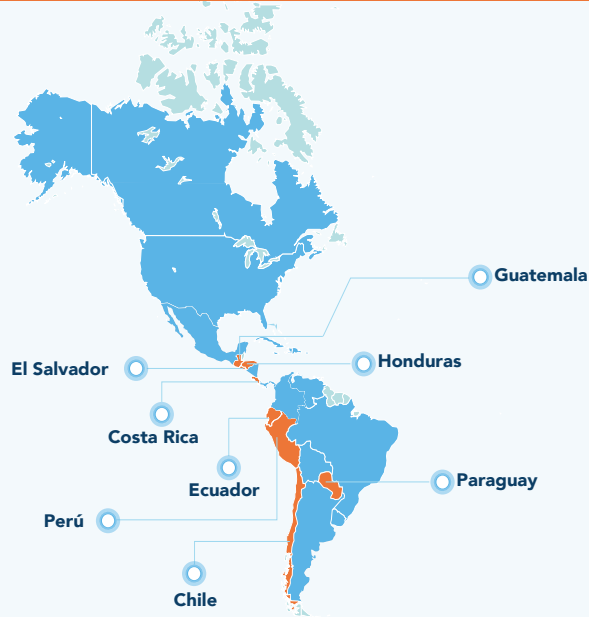 Guatemala
Honduras
El Salvador
Costa Rica
Paraguay
Ecuador
Perú
Chile